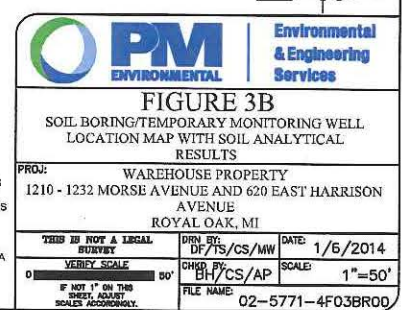 PM
ENVIRONMENTAL
Environmental
& Engineering
Services
FIGURE 3B
SOIL BORING/TEMPORARY MONITORING WELL
LOCATION MAP WITH SOIL ANALYTICAL
RESULTS
PROJ:
WAREHOUSE PROPERTY
1210 - 1232 MORSE AVENUE AND 620 EAST HARRISON
AVENUE
ROYAL OAK, MI
THIS IS NOT A LEGAL
SURVEY
VERIFY SCALE
0 50'
IF NOT 1" ON THIS
SHEET, ADJUST
SCALES ACCORDINGLY.
DRN BY:
DF/TS/CS/MW
DATE: 1/6/2014
CHKD BY:
BH/CS/AP
SCALE: 1"=50'
FILE NAME:
02-5771-4F03BR00
S
A